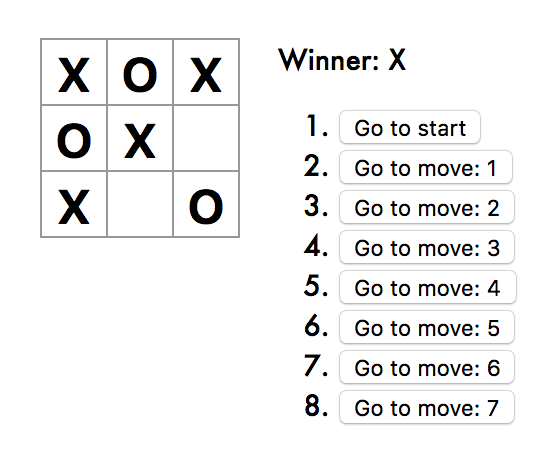 X O X
O X
X O
Winner: X
1. Go to start
2. Go to move: 1
3. Go to move: 2
4. Go to move: 3
5. Go to move: 4
6. Go to move: 5
7. Go to move: 6
8. Go to move: 7